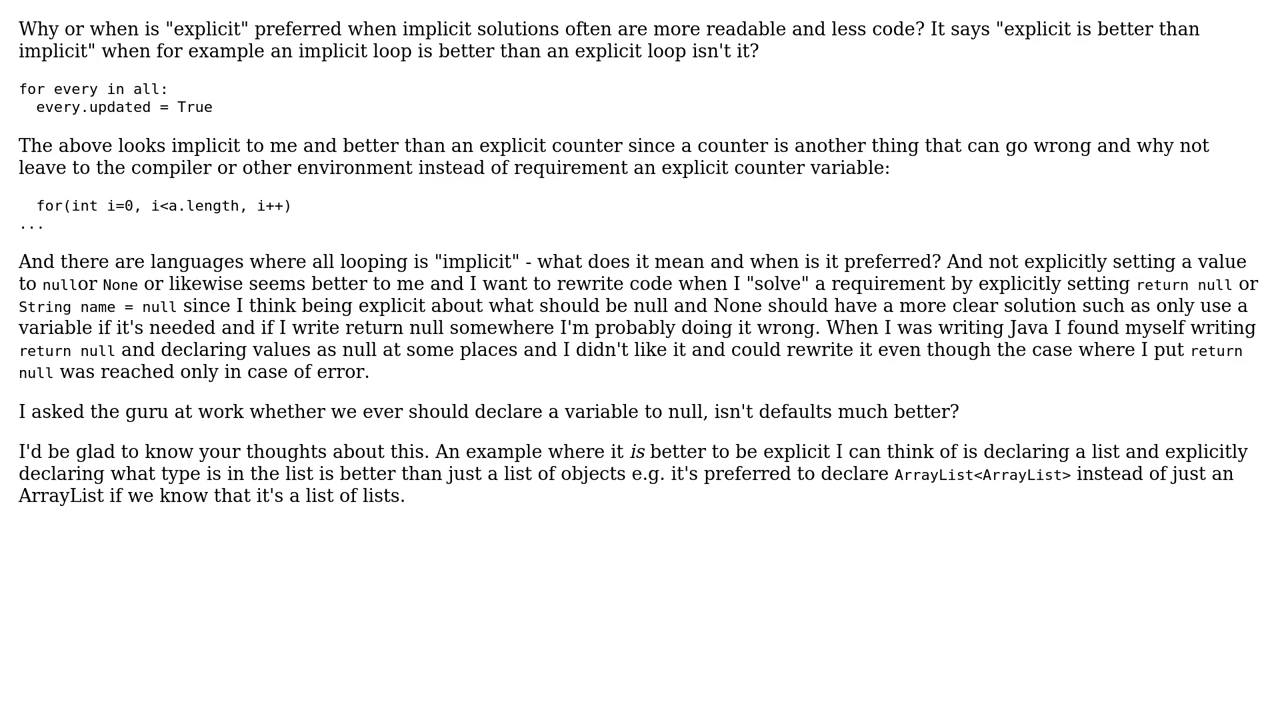 Why or when is "explicit" preferred when implicit solutions often are more readable and less code? It says "explicit is better than
implicit" when for example an implicit loop is better than an explicit loop isn't it?
for every in all:
  every.updated = True
The above looks implicit to me and better than an explicit counter since a counter is another thing that can go wrong and why not
leave to the compiler or other environment instead of requirement an explicit counter variable:
  for(int i=0, i<a.length, i++)
...
And there are languages where all looping is "implicit" - what does it mean and when is it preferred? And not explicitly setting a value
to nullor None or likewise seems better to me and I want to rewrite code when I "solve" a requirement by explicitly setting return null or
String name = null since I think being explicit about what should be null and None should have a more clear solution such as only use a
variable if it's needed and if I write return null somewhere I'm probably doing it wrong. When I was writing Java I found myself writing
return null and declaring values as null at some places and I didn't like it and could rewrite it even though the case where I put return
null was reached only in case of error.
I asked the guru at work whether we ever should declare a variable to null, isn't defaults much better?
I'd be glad to know your thoughts about this. An example where it is better to be explicit I can think of is declaring a list and explicitly
declaring what type is in the list is better than just a list of objects e.g. it's preferred to declare ArrayList<ArrayList> instead of just an
ArrayList if we know that it's a list of lists.